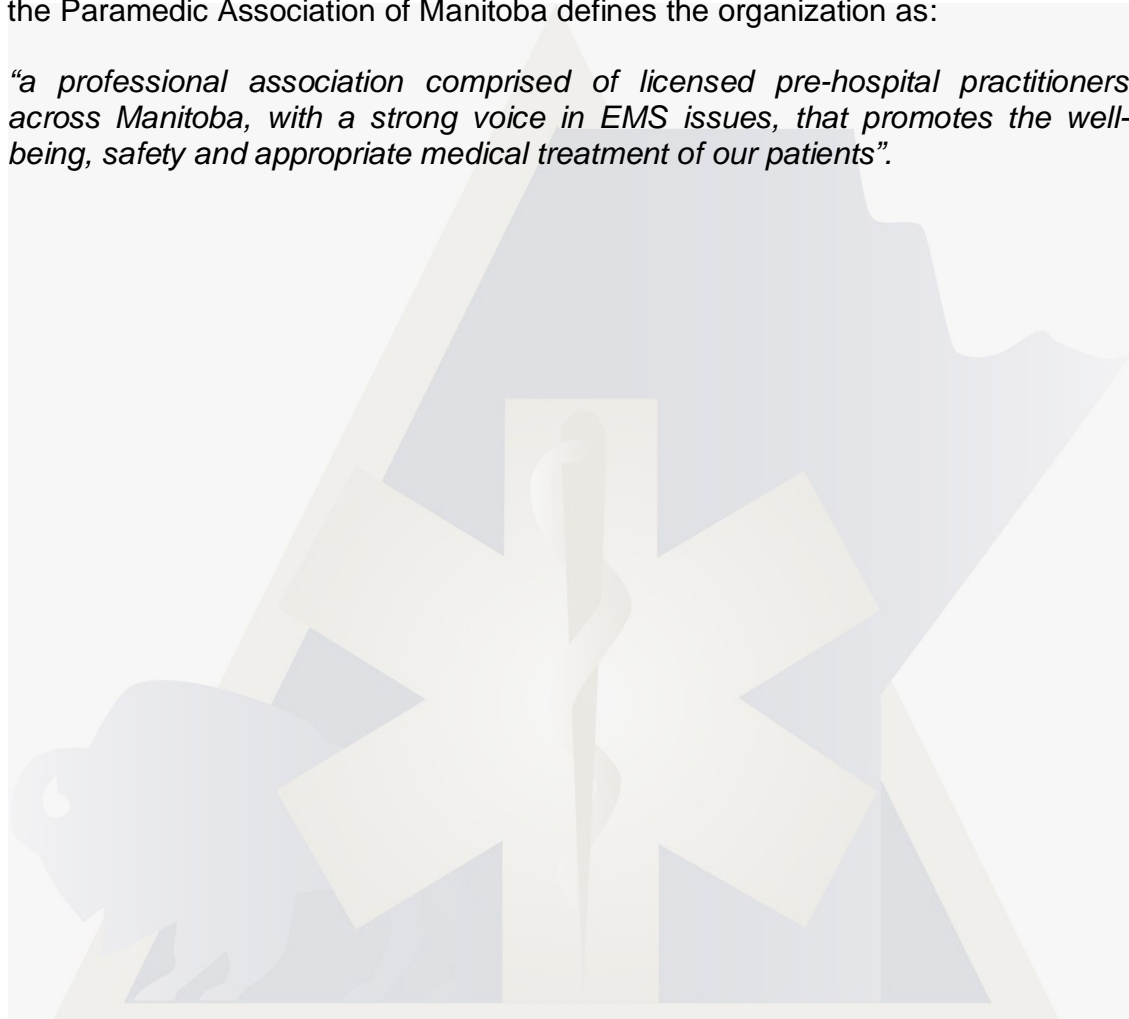 the Paramedic Association of Manitoba defines the organization as:
“a professional association comprised of licensed pre-hospital practitioners
across Manitoba, with a strong voice in EMS issues, that promotes the well-
being, safety and appropriate medical treatment of our patients”.